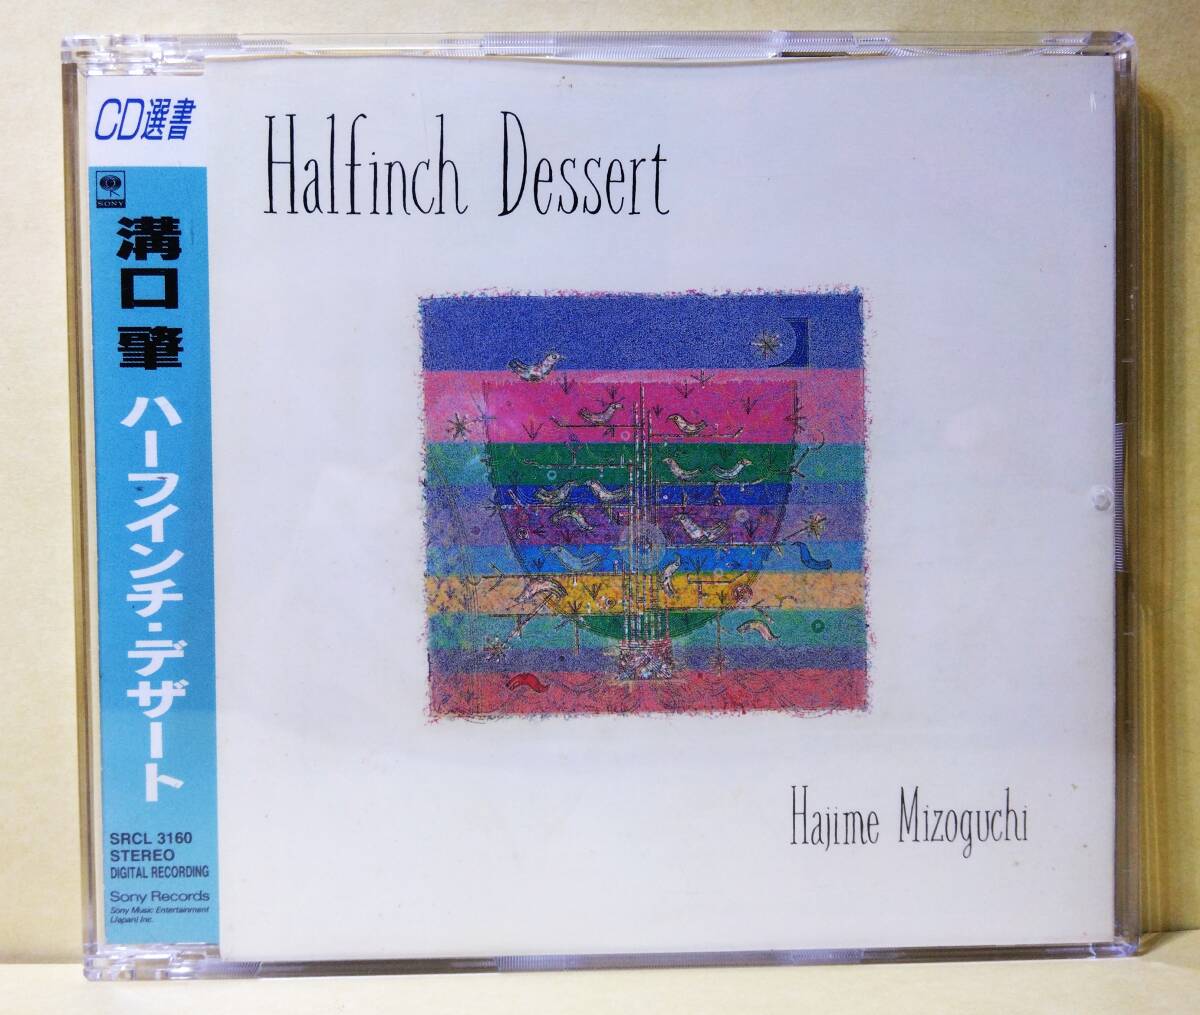 CD選書
SONY
溝口 肇
ハーフインチ・デザート
SRCL 3160
STEREO
DIGITAL RECORDING
Sony Records
Sony Music Entertainment
(Japan) Inc.
Halfinch Dessert
Hajime Mizoguchi